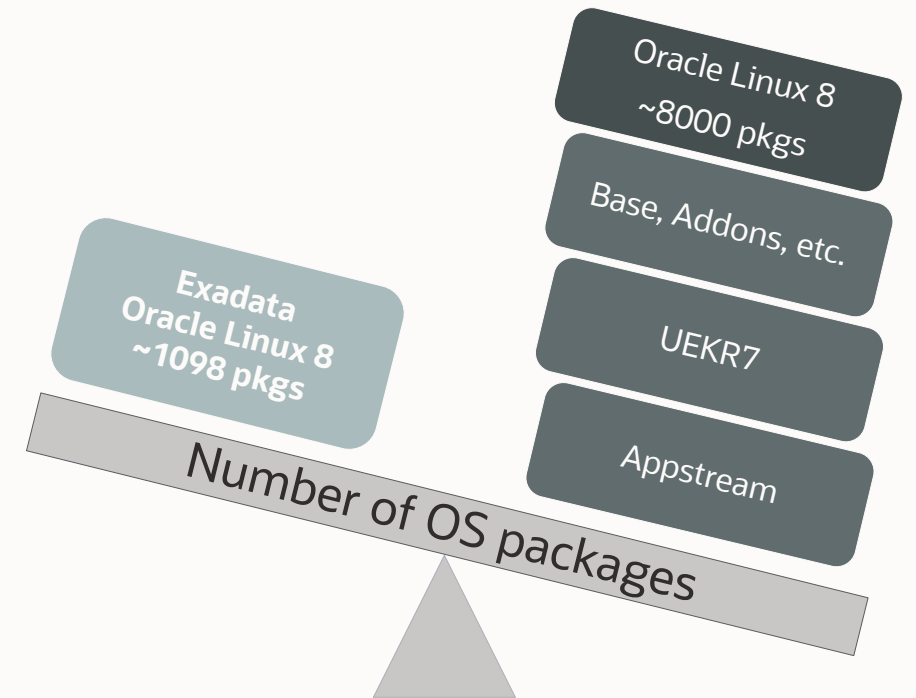 Oracle Linux 8
~8000 pkgs
Base, Addons, etc.
UEKR7
Appstream
Exadata
Oracle Linux 8
~1098 pkgs
Number of OS packages